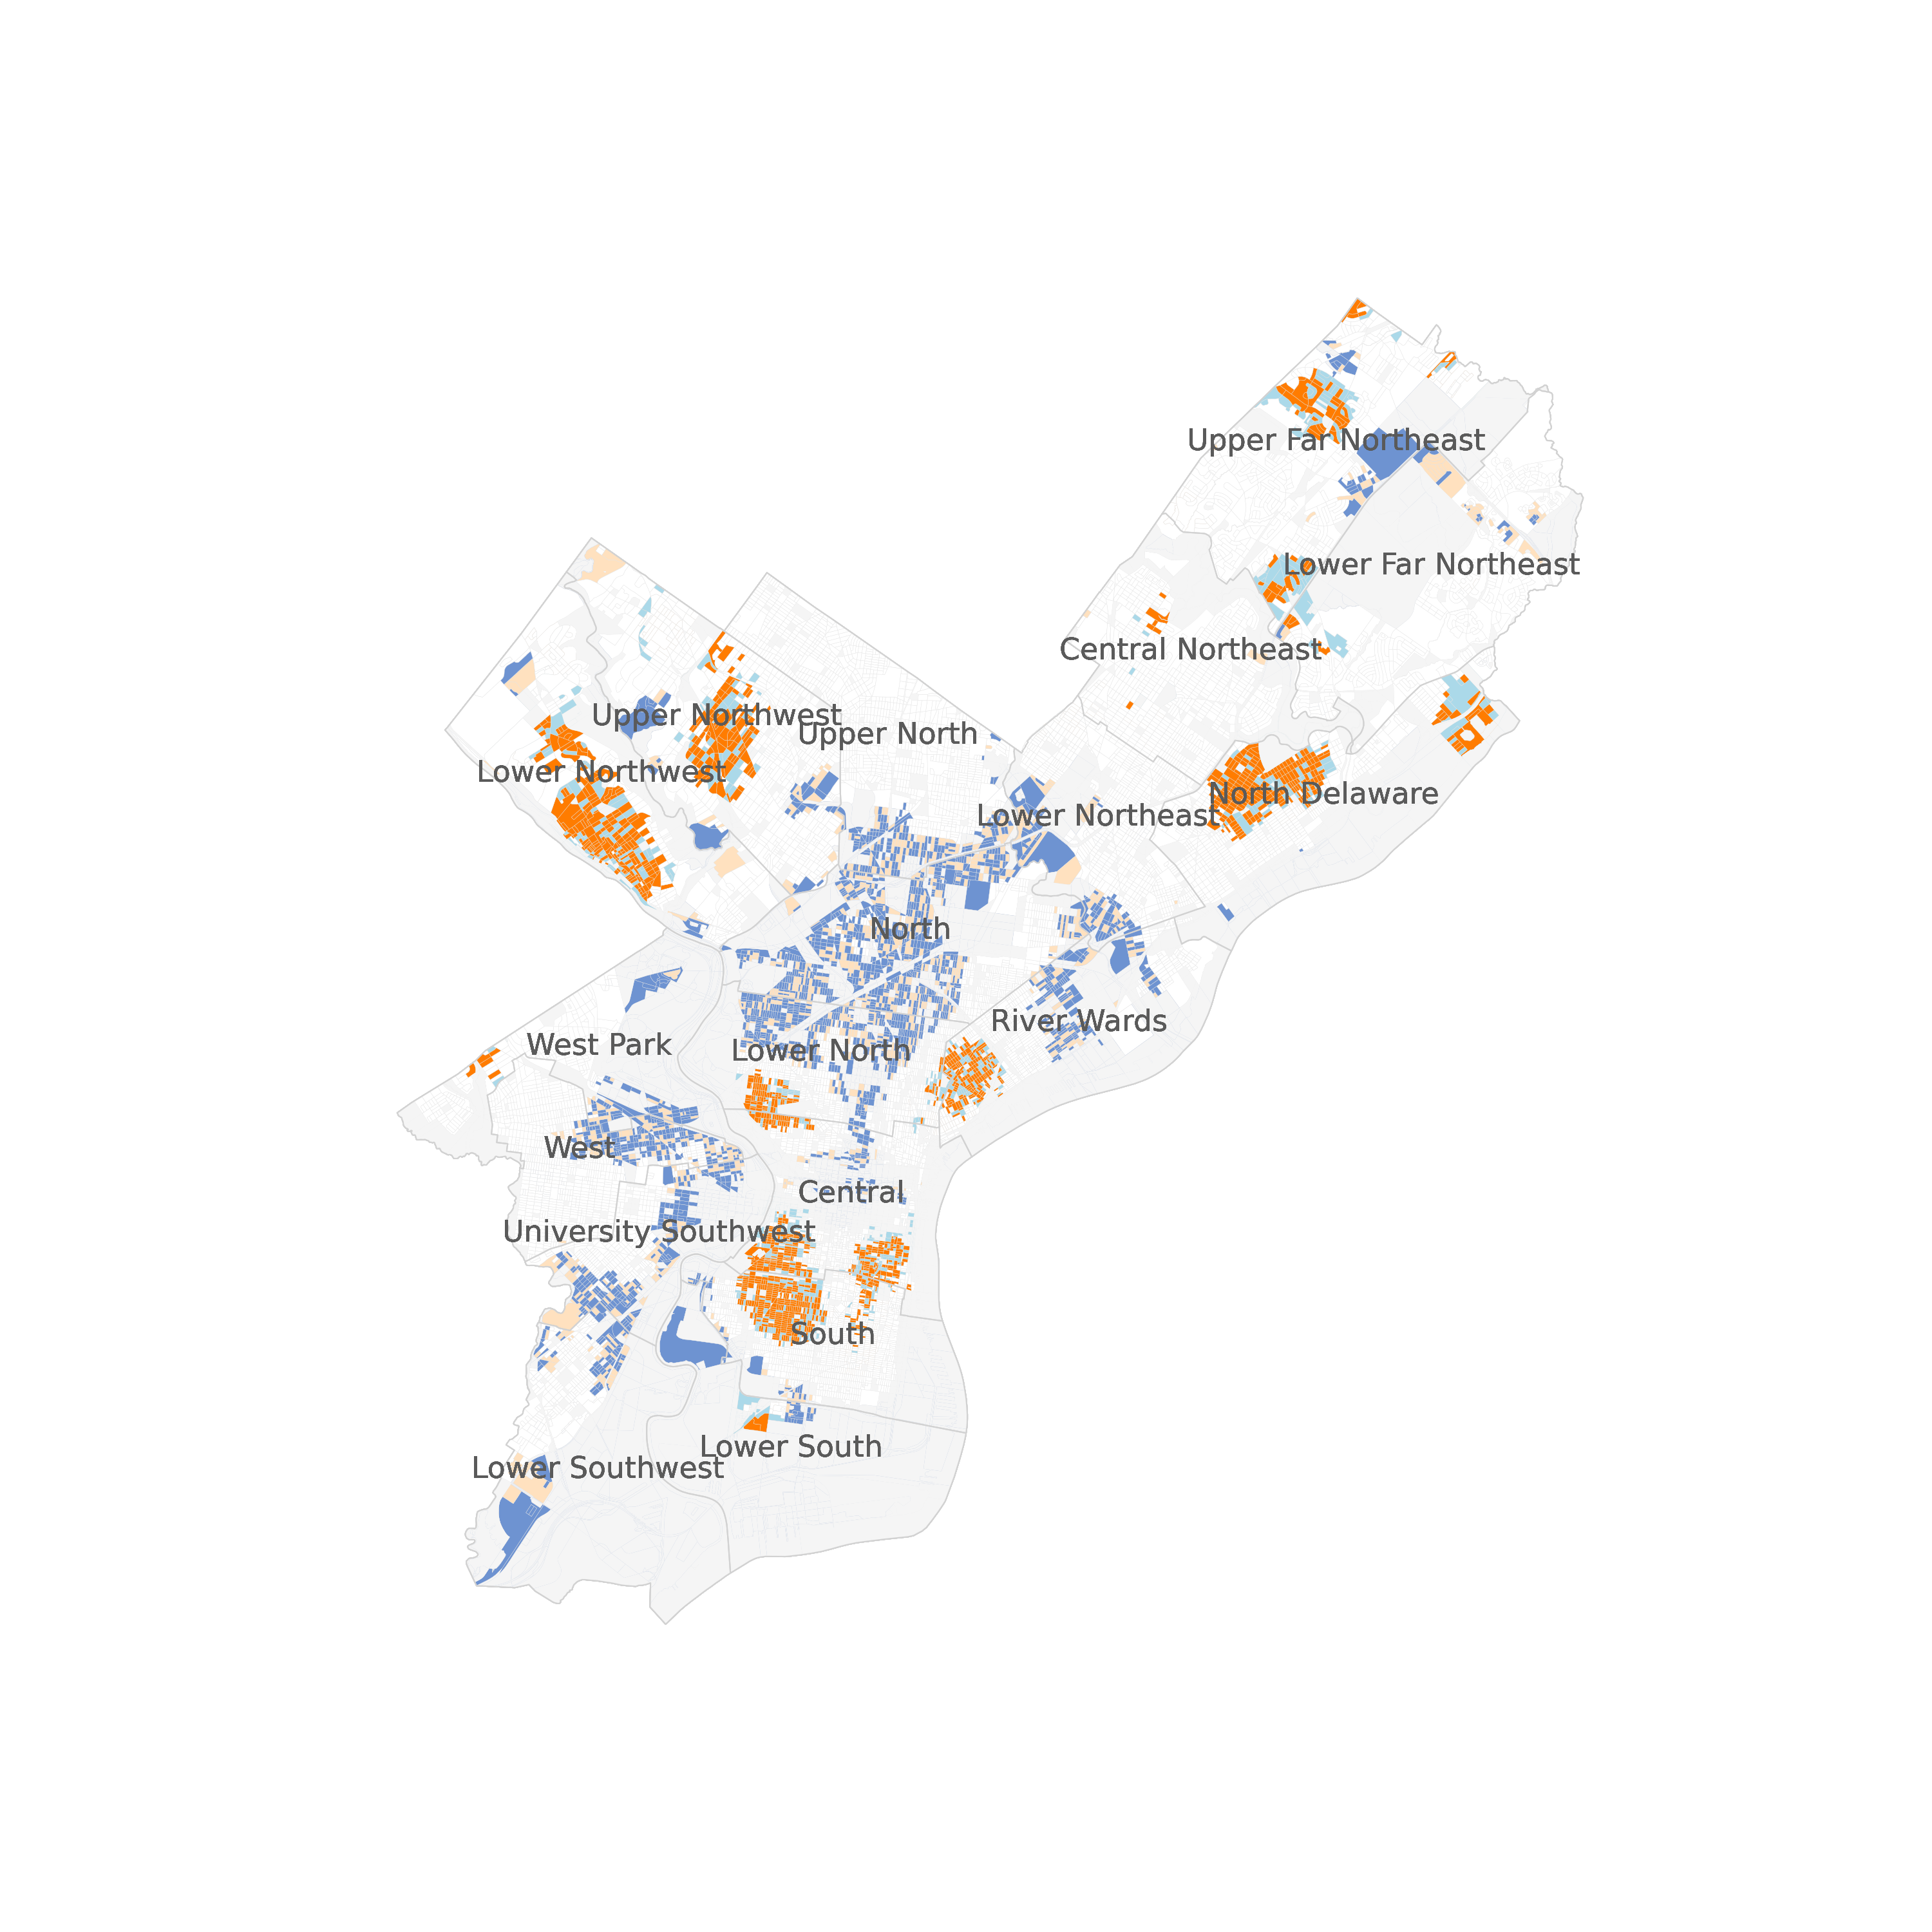 Upper Far Northeast
Lower Far Northeast
Central Northeast
Upper Northwest
Upper North
Lower Northwest
North Delaware
Lower Northeast
North
River Wards
West Park
Lower North
West
Central
University Southwest
South
Lower South
Lower Southwest